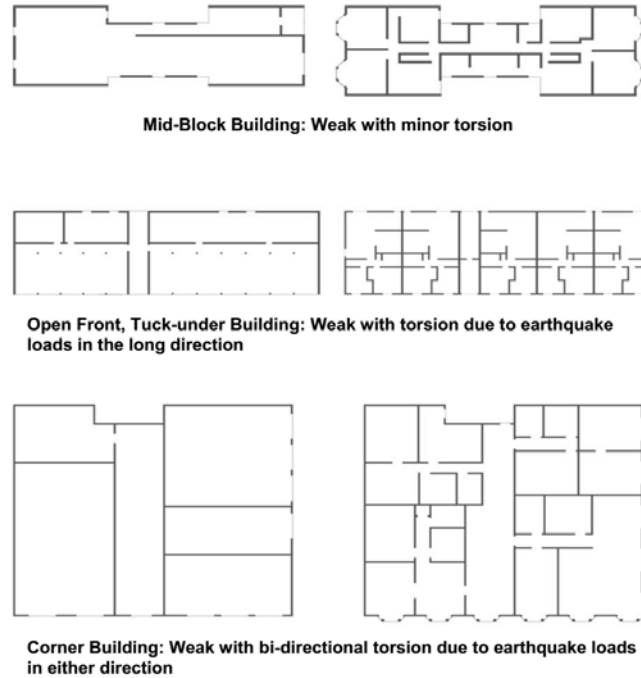 Mid-Block Building: Weak with minor torsion
Open Front, Tuck-under Building: Weak with torsion due to earthquake
loads in the long direction
Corner Building: Weak with bi-directional torsion due to earthquake loads
in either direction